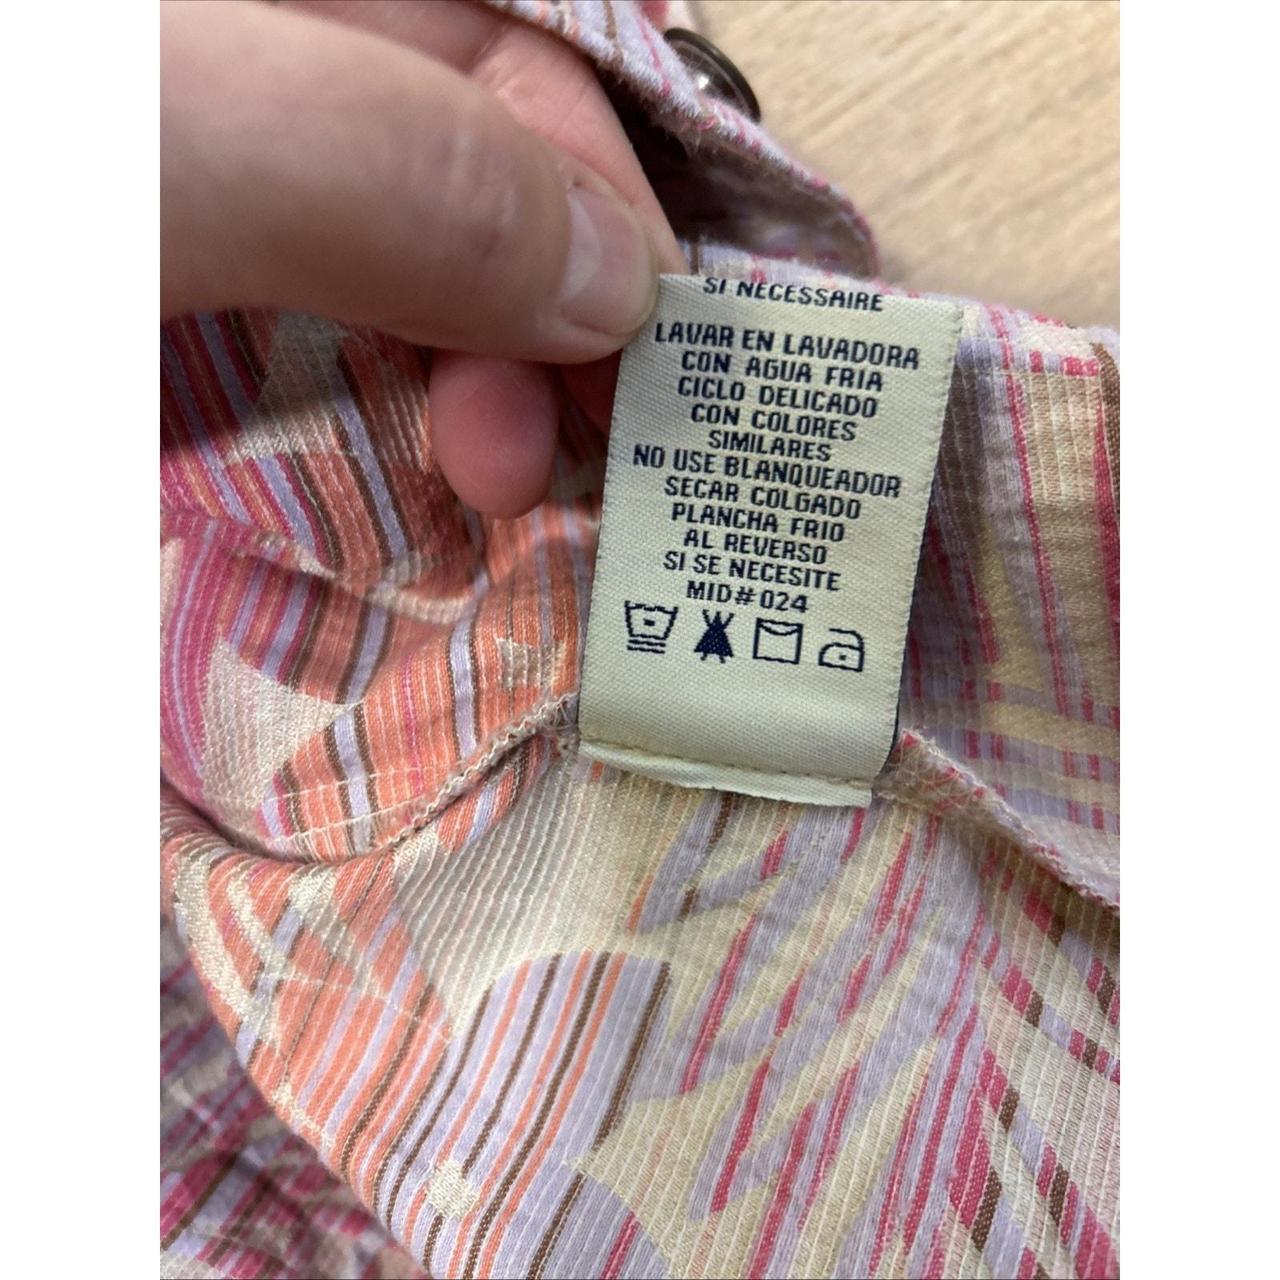 SI NECESSAIRE
LAVAR EN LAVADORA
CON AGUA FRIA
CICLO DELICADO
CON COLORES
SIMILARES
NO USE BLANQUEADOR
SECAR COLGADO
PLANCHA FRIO
AL REVERSO
SI SE NECESITE
MID# 024